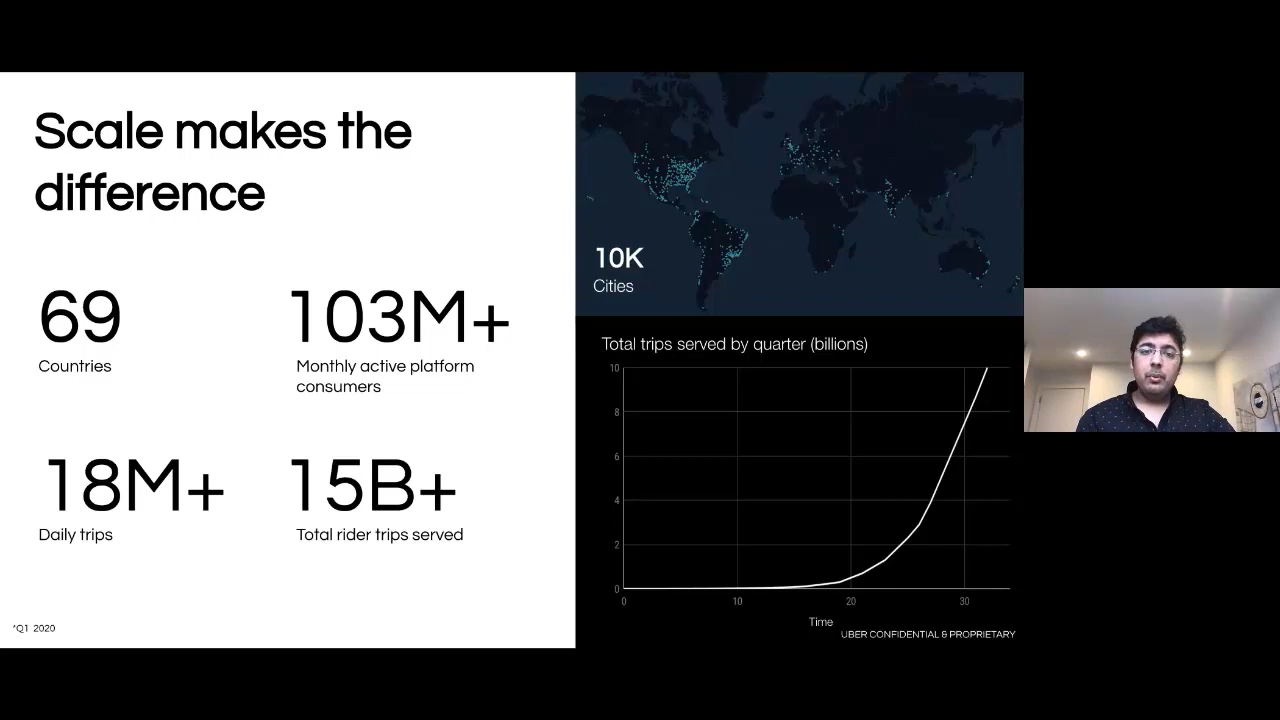 Scale makes the
difference
69
Countries
103M+
Monthly active platform
consumers
18M+
Daily trips
15B+
Total rider trips served
*Q1 2020
10K
Cities
Total trips served by quarter (billions)
10
8
6
4
2
0
0 10 20 30
Time
UBER CONFIDENTIAL & PROPRIETARY